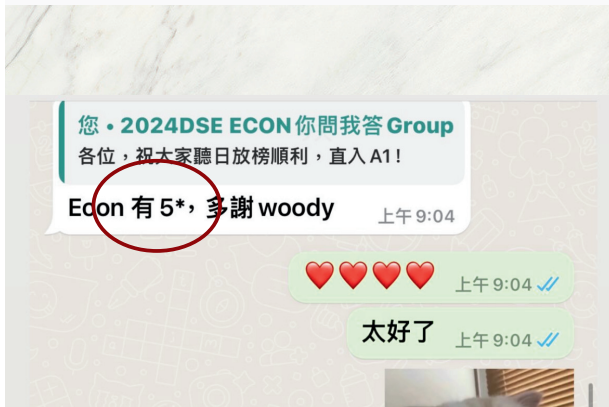 您 • 2024DSE ECON 你問我答 Group
各位，祝大家聽日放榜順利，直入 A1！
Econ 有 5*，多謝 woody
上午 9:04
❤️❤️❤️❤️
上午 9:04
太好了
上午 9:04